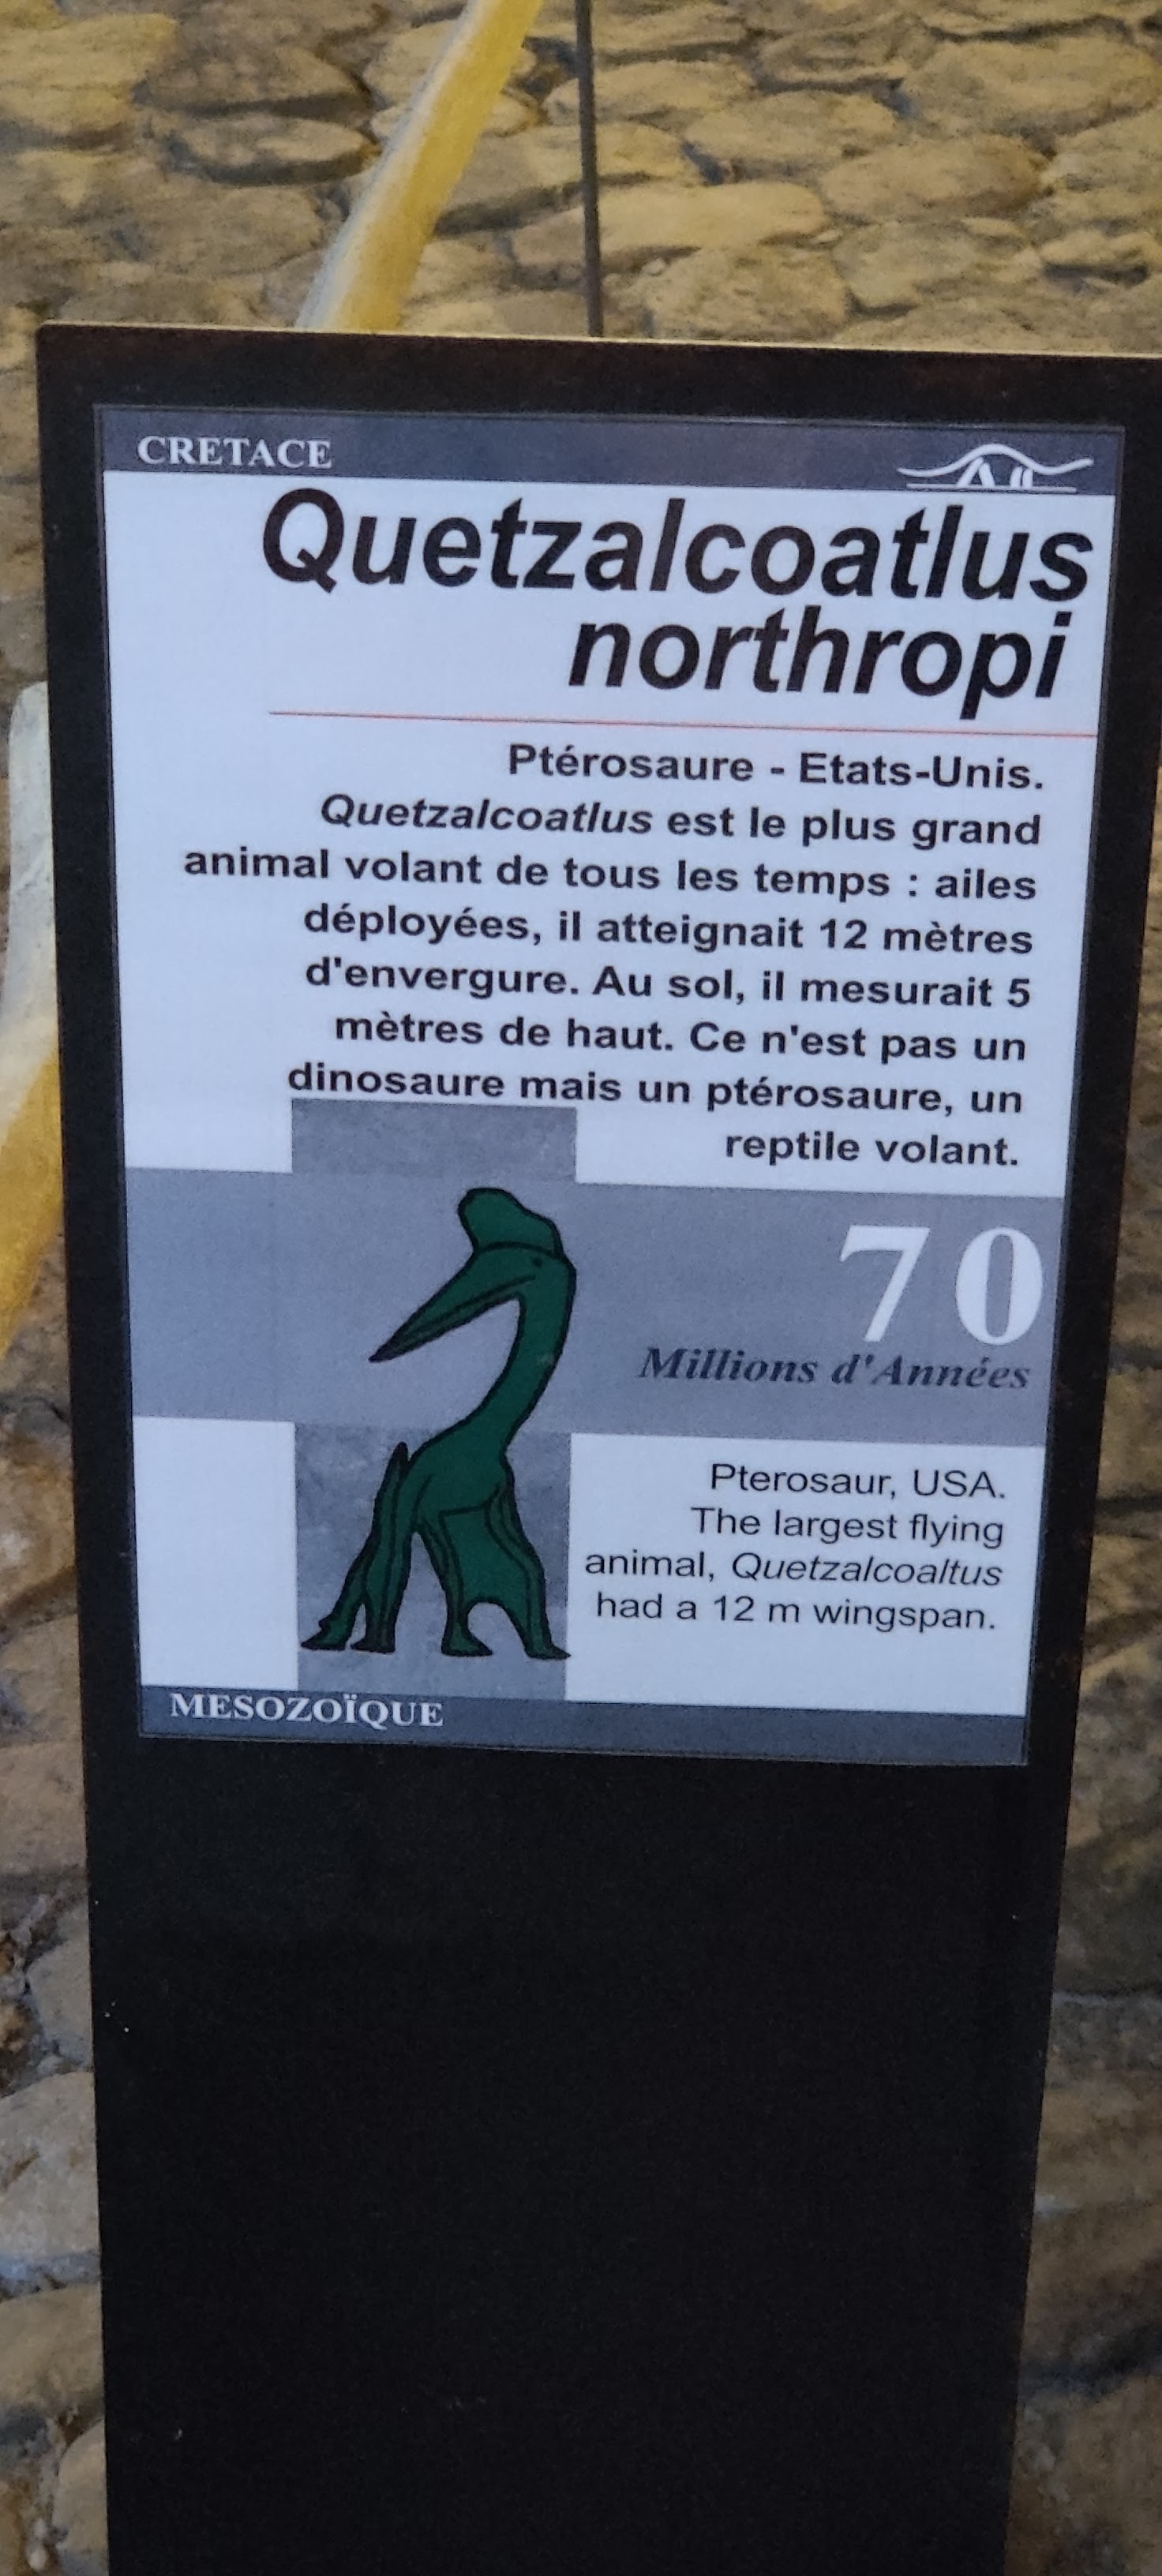 CRETACE
Quetzalcoatlus
northropi
Ptérosaure - Etats-Unis.
Quetzalcoatlus est le plus grand
animal volant de tous les temps : ailes
déployées, il atteignait 12 mètres
d'envergure. Au sol, il mesurait 5
mètres de haut. Ce n'est pas un
dinosaure mais un ptérosaure, un
reptile volant.
70
Millions d'Années
Pterosaur, USA.
The largest flying
animal, Quetzalcoaltus
had a 12 m wingspan.
MESOZOÏQUE